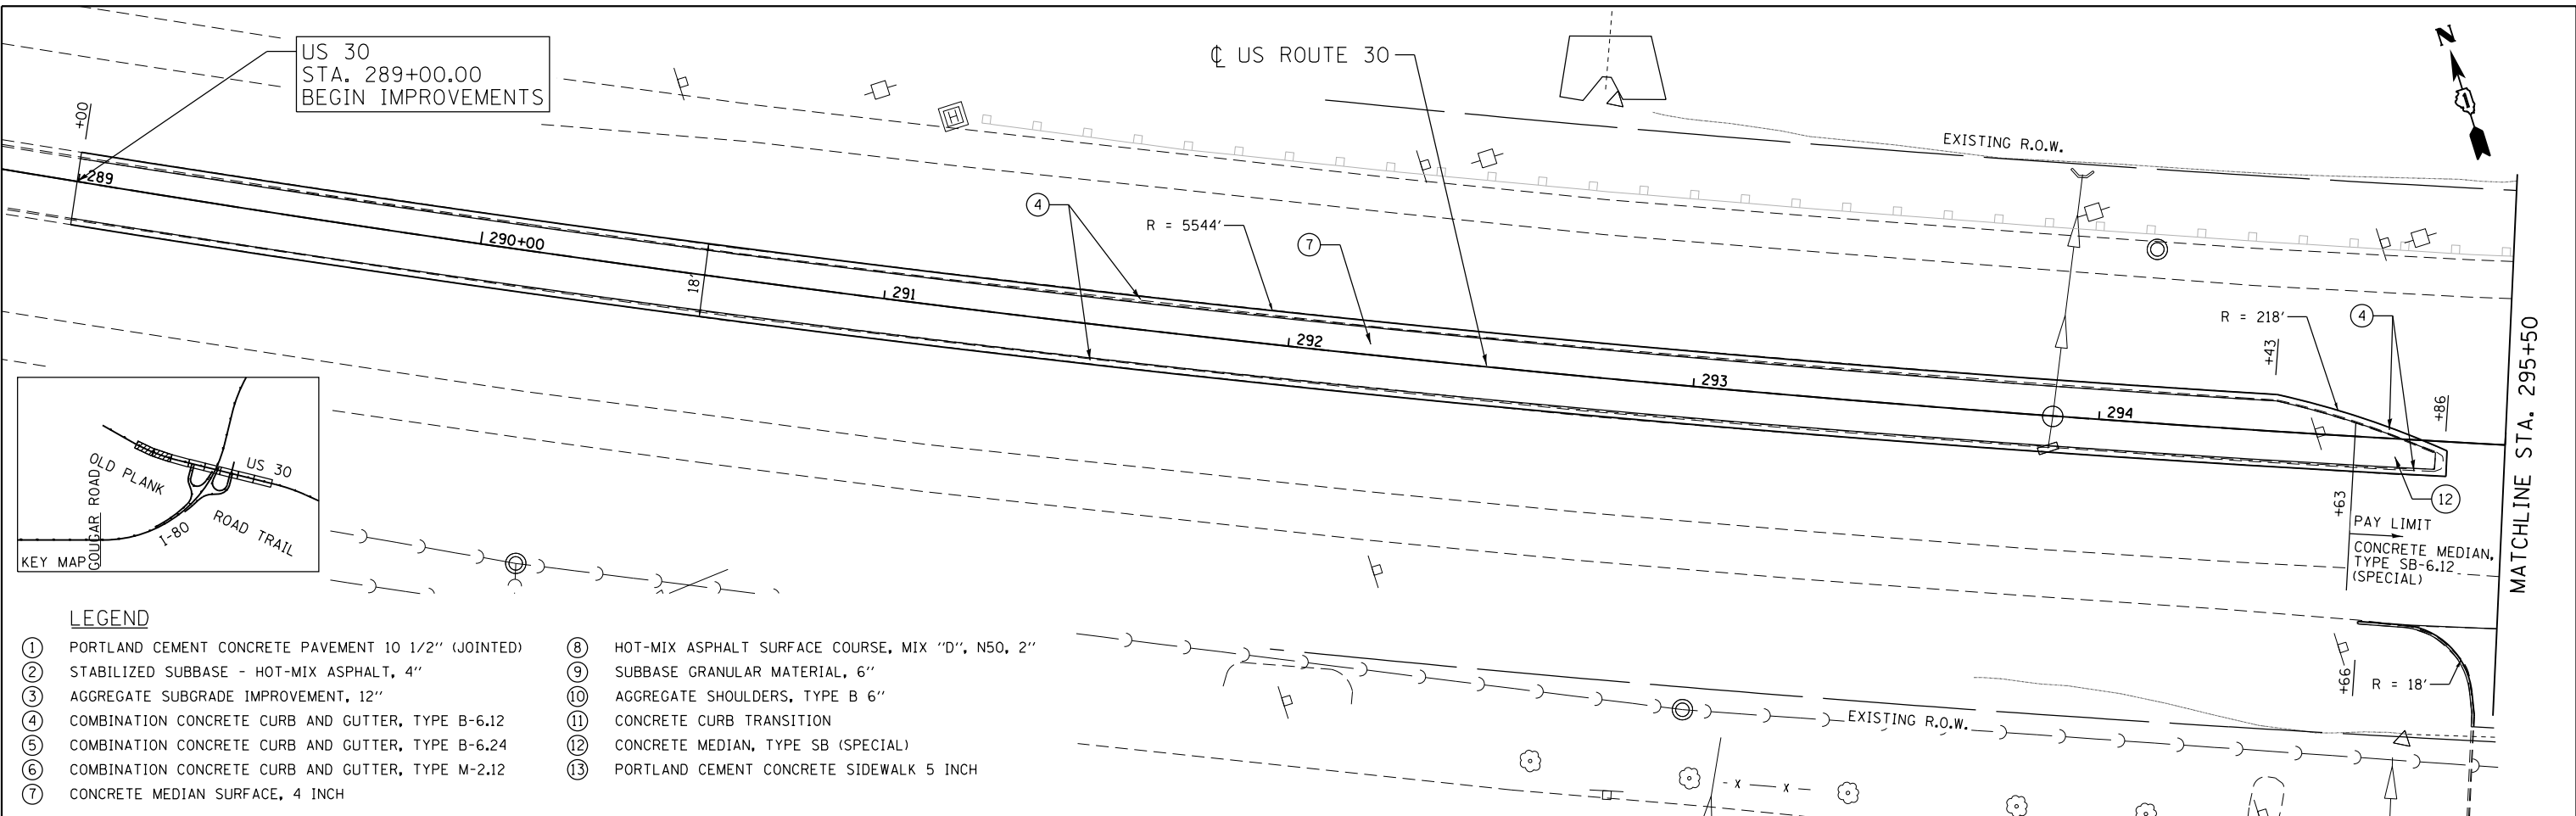 US 30
STA. 289+00.00
BEGIN IMPROVEMENTS
℄ US ROUTE 30
N
+00
289
290+00
18'
291
292
293
294
4
R = 5544'
7
EXISTING R.O.W.
R = 218'
4
+43
+86
+63
12
PAY LIMIT
CONCRETE MEDIAN,
TYPE SB-6.12
(SPECIAL)
MATCHLINE STA. 295+50
+66
R = 18'
EXISTING R.O.W.
X
X
H
OLD PLANK
ROAD TRAIL
US 30
I-80
GOUGAR ROAD
KEY MAP
LEGEND
1 PORTLAND CEMENT CONCRETE PAVEMENT 10 1/2" (JOINTED)
2 STABILIZED SUBBASE - HOT-MIX ASPHALT, 4"
3 AGGREGATE SUBGRADE IMPROVEMENT, 12"
4 COMBINATION CONCRETE CURB AND GUTTER, TYPE B-6.12
5 COMBINATION CONCRETE CURB AND GUTTER, TYPE B-6.24
6 COMBINATION CONCRETE CURB AND GUTTER, TYPE M-2.12
7 CONCRETE MEDIAN SURFACE, 4 INCH
8 HOT-MIX ASPHALT SURFACE COURSE, MIX "D", N50, 2"
9 SUBBASE GRANULAR MATERIAL, 6"
10 AGGREGATE SHOULDERS, TYPE B 6"
11 CONCRETE CURB TRANSITION
12 CONCRETE MEDIAN, TYPE SB (SPECIAL)
13 PORTLAND CEMENT CONCRETE SIDEWALK 5 INCH